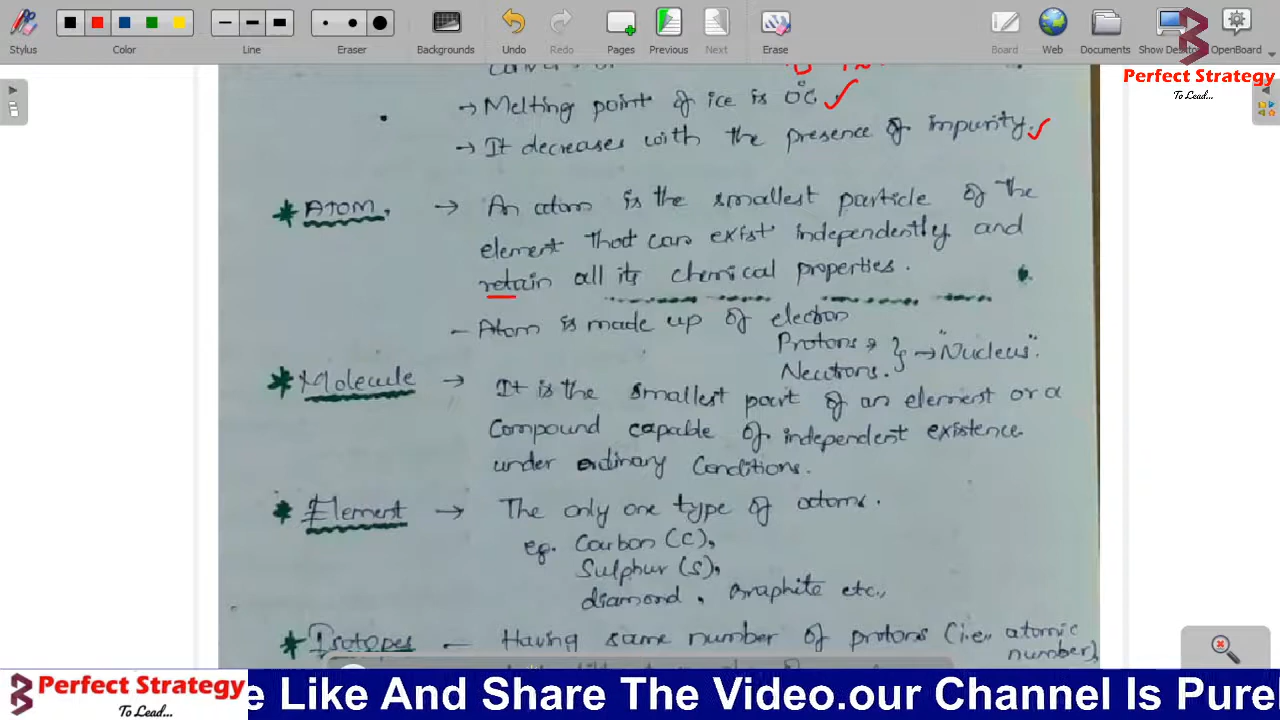 Stylus
Color
Line
Eraser
Backgrounds
Undo
Redo
Pages
Previous
Next
Erase
Board
Web
Documents
Show Desktop
OpenBoard
Perfect Strategy
To Lead...
→ Melting point of ice is 0°C.
→ It decreases with the presence of impurity.
* Atom, → An atom is the smallest particle of the
element that can exist independently and
retain all its chemical properties.
- Atom is made up of electron
Protons, } → "Nucleus".
Neutrons.
* Molecule → It is the smallest part of an element or a
Compound capable of independent existence
under ordinary Conditions.
* Element → The only one type of atoms.
eg. Carbon (C),
Sulphur (S),
diamond, Graphite etc.,
* Isotopes - Having same number of protons (i.e., atomic
number),
Perfect Strategy
To Lead...
e Like And Share The Video.our Channel Is Pure